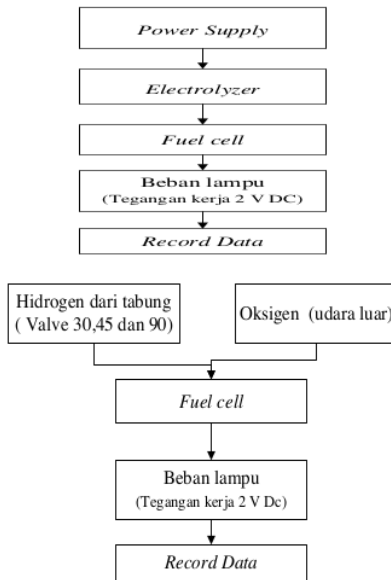 Power Supply
Electrolyzer
Fuel cell
Beban lampu
(Tegangan kerja 2 V DC)
Record Data
Hidrogen dari tabung
( Valve 30,45 dan 90)
Oksigen (udara luar)
Fuel cell
Beban lampu
(Tegangan kerja 2 V Dc)
Record Data